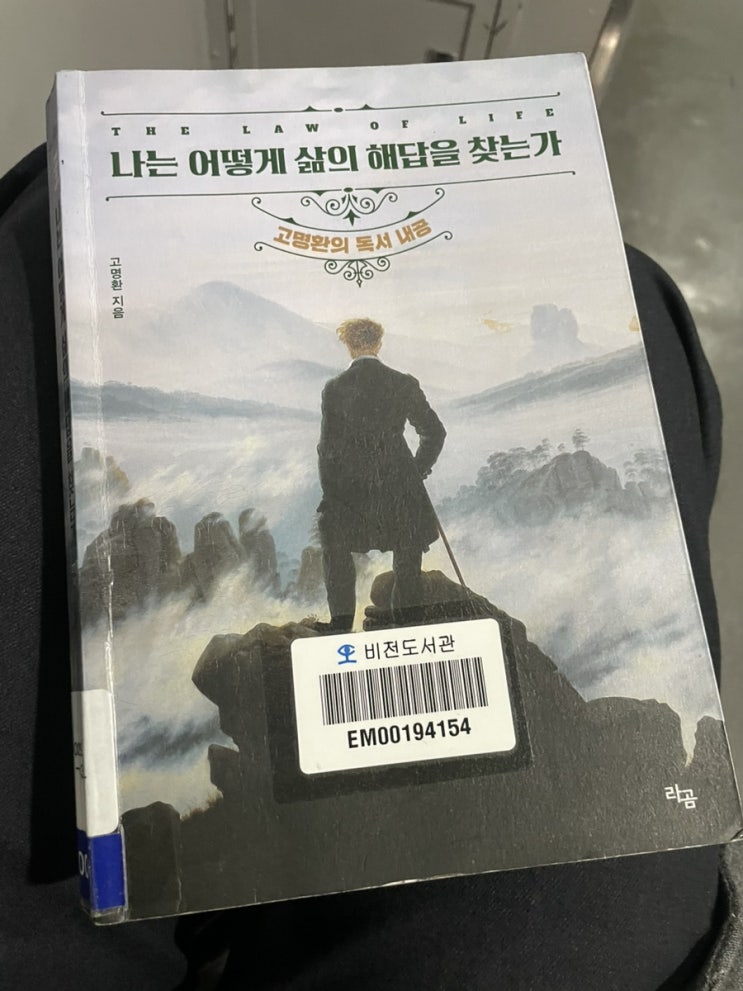 THE LAW OF LIFE
나는 어떻게 삶의 해답을 찾는가
고명환의 독서 내공
고명환 지음
비전도서관
EM00194154
라곰